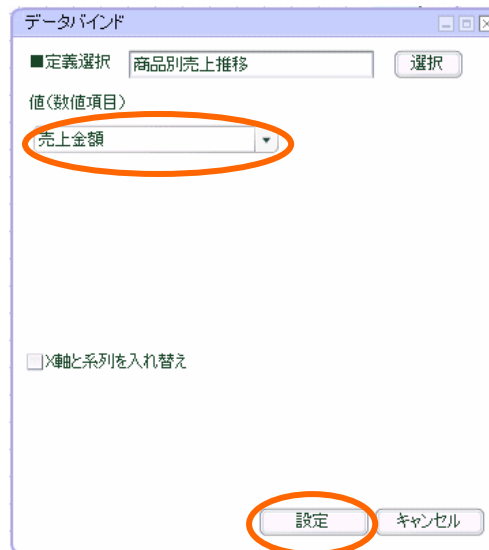 データバインド
■定義選択 商品別売上推移 選択
値(数値項目)
売上金額
X軸と系列を入れ替え
設定 キャンセル